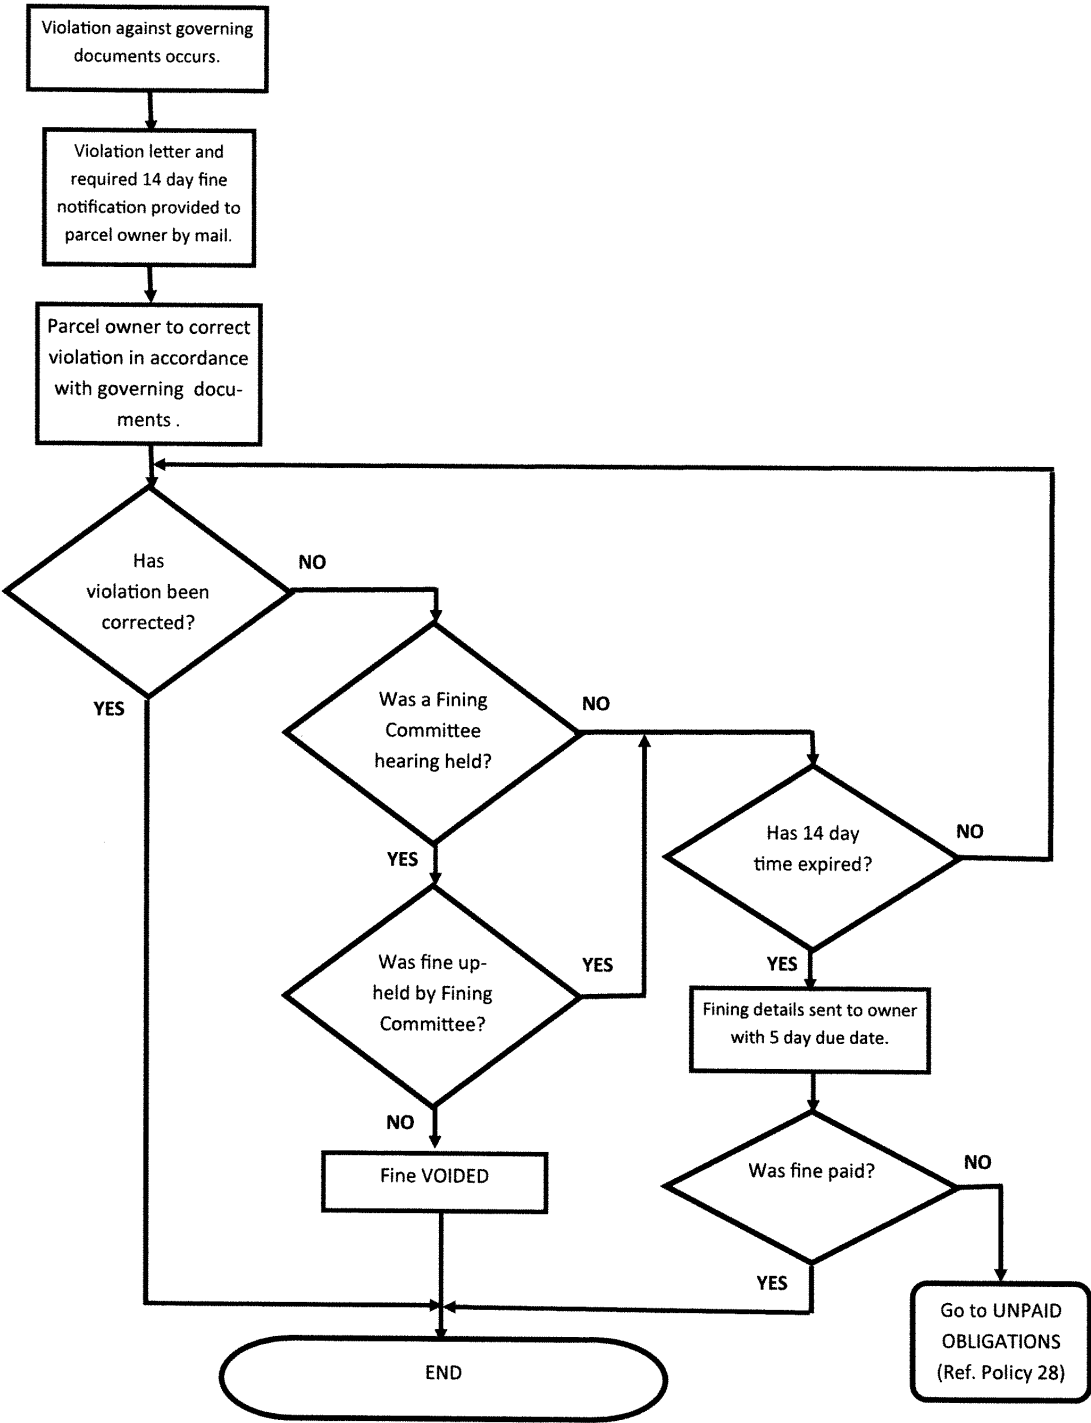 Violation against governing
documents occurs.
Violation letter and
required 14 day fine
notification provided to
parcel owner by mail.
Parcel owner to correct
violation in accordance
with governing docu-
ments .
Has
violation been
corrected?
NO
YES
Was a Fining
Committee
hearing held?
NO
YES
Has 14 day
time expired?
NO
YES
Was fine up-
held by Fining
Committee?
YES
NO
Fining details sent to owner
with 5 day due date.
Fine VOIDED
Was fine paid?
NO
YES
Go to UNPAID
OBLIGATIONS
(Ref. Policy 28)
END